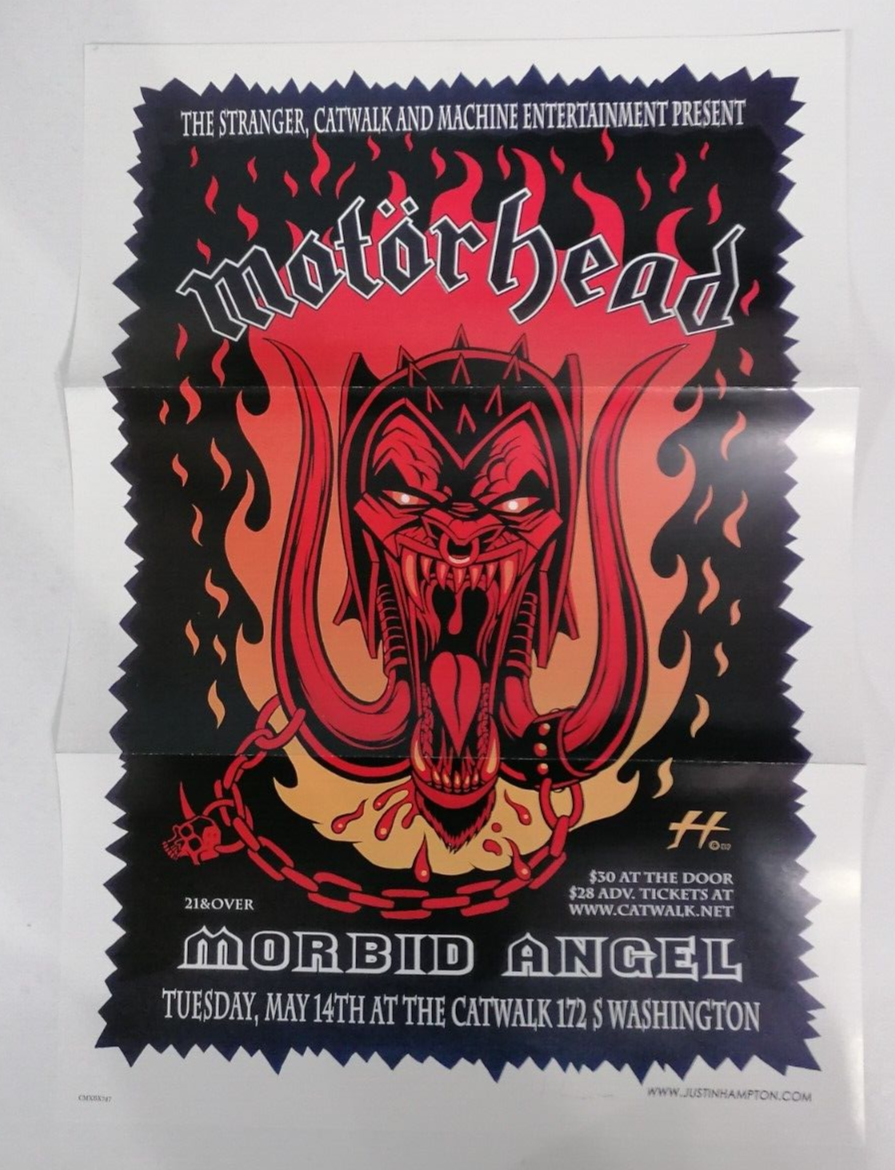 THE STRANGER, CATWALK AND MACHINE ENTERTAINMENT PRESENT
motörhead
H
$30 AT THE DOOR
$28 ADV. TICKETS AT
21&OVER
WWW.CATWALK.NET
MORBID ANGEL
TUESDAY, MAY 14TH AT THE CATWALK 172 S WASHINGTON
WWW.JUSTINHAMPTON.COM